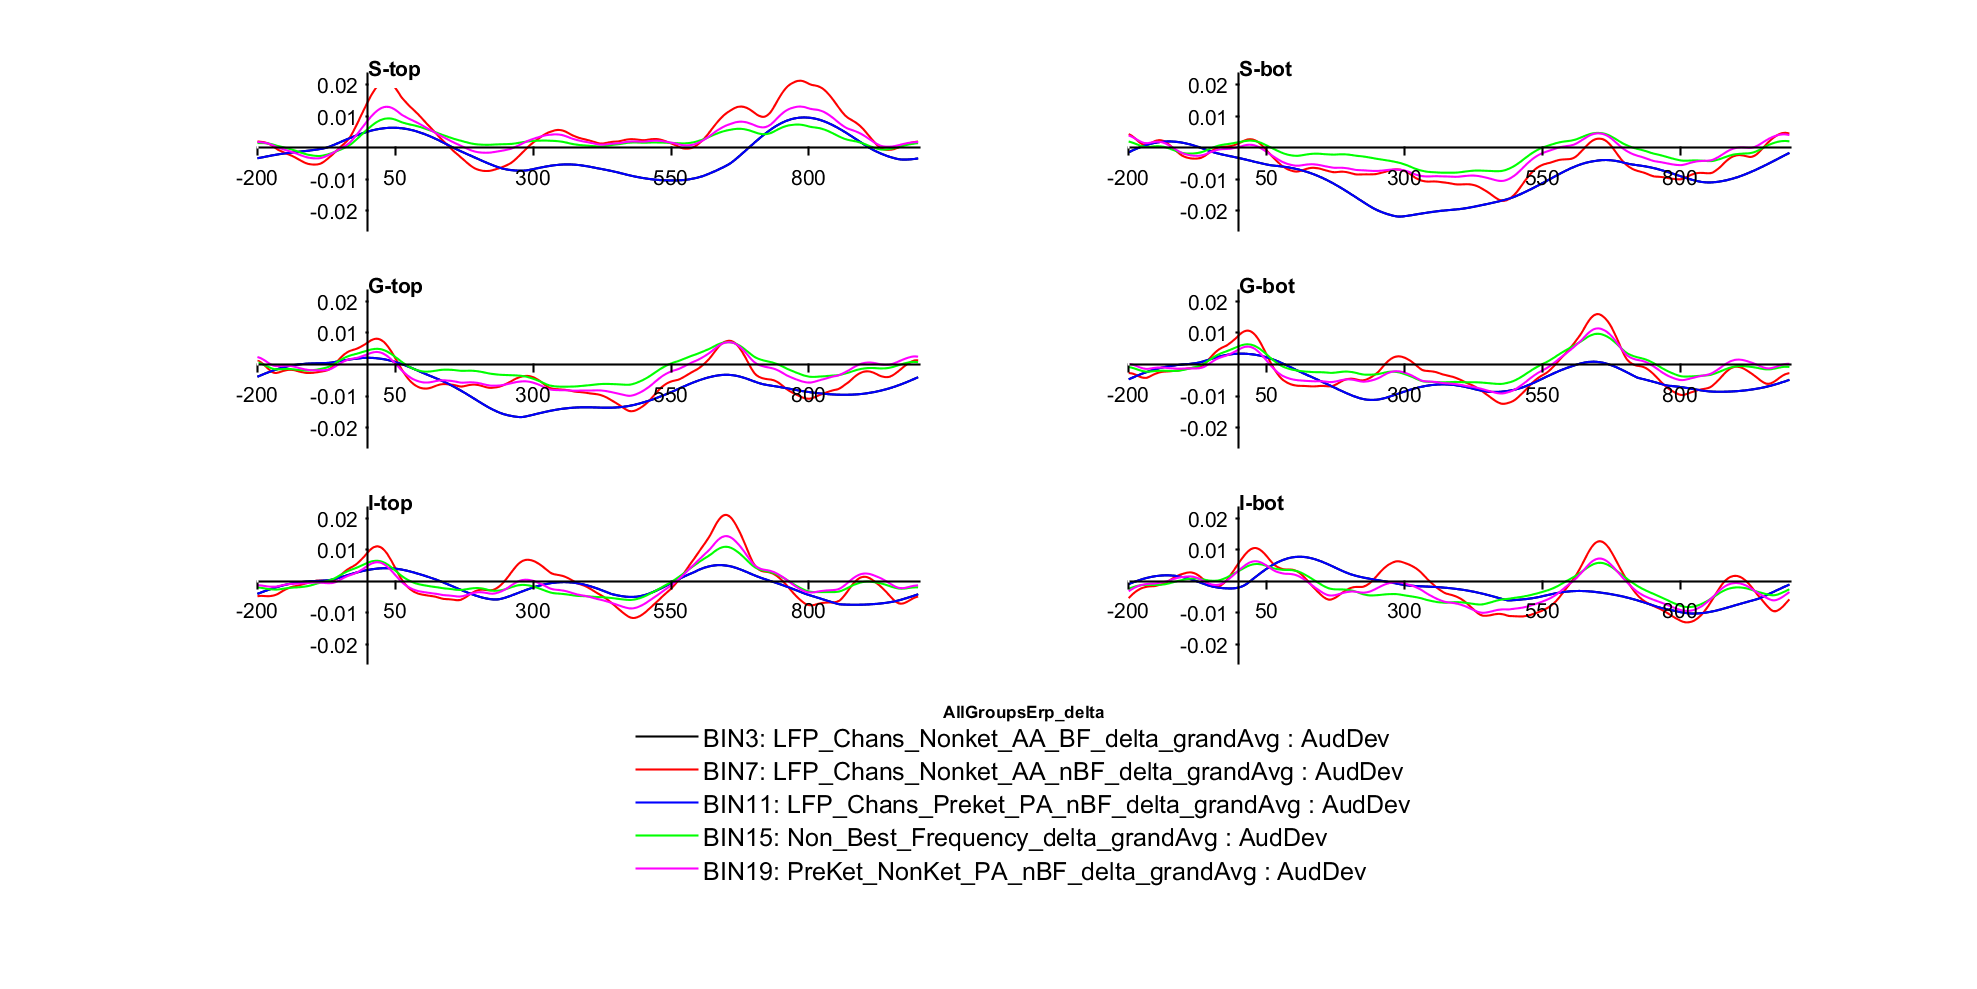 S-top
0.02
0.01
-0.01
-0.02
-200 50 300 550 800
S-bot
0.02
0.01
-0.01
-0.02
-200 50 300 550 800
G-top
0.02
0.01
-0.01
-0.02
-200 50 300 550 800
G-bot
0.02
0.01
-0.01
-0.02
-200 50 300 550 800
I-top
0.02
0.01
-0.01
-0.02
-200 50 300 550 800
I-bot
0.02
0.01
-0.01
-0.02
-200 50 300 550 800
AllGroupsErp_delta
BIN3: LFP_Chans_Nonket_AA_BF_delta_grandAvg : AudDev
BIN7: LFP_Chans_Nonket_AA_nBF_delta_grandAvg : AudDev
BIN11: LFP_Chans_Preket_PA_nBF_delta_grandAvg : AudDev
BIN15: Non_Best_Frequency_delta_grandAvg : AudDev
BIN19: PreKet_NonKet_PA_nBF_delta_grandAvg : AudDev